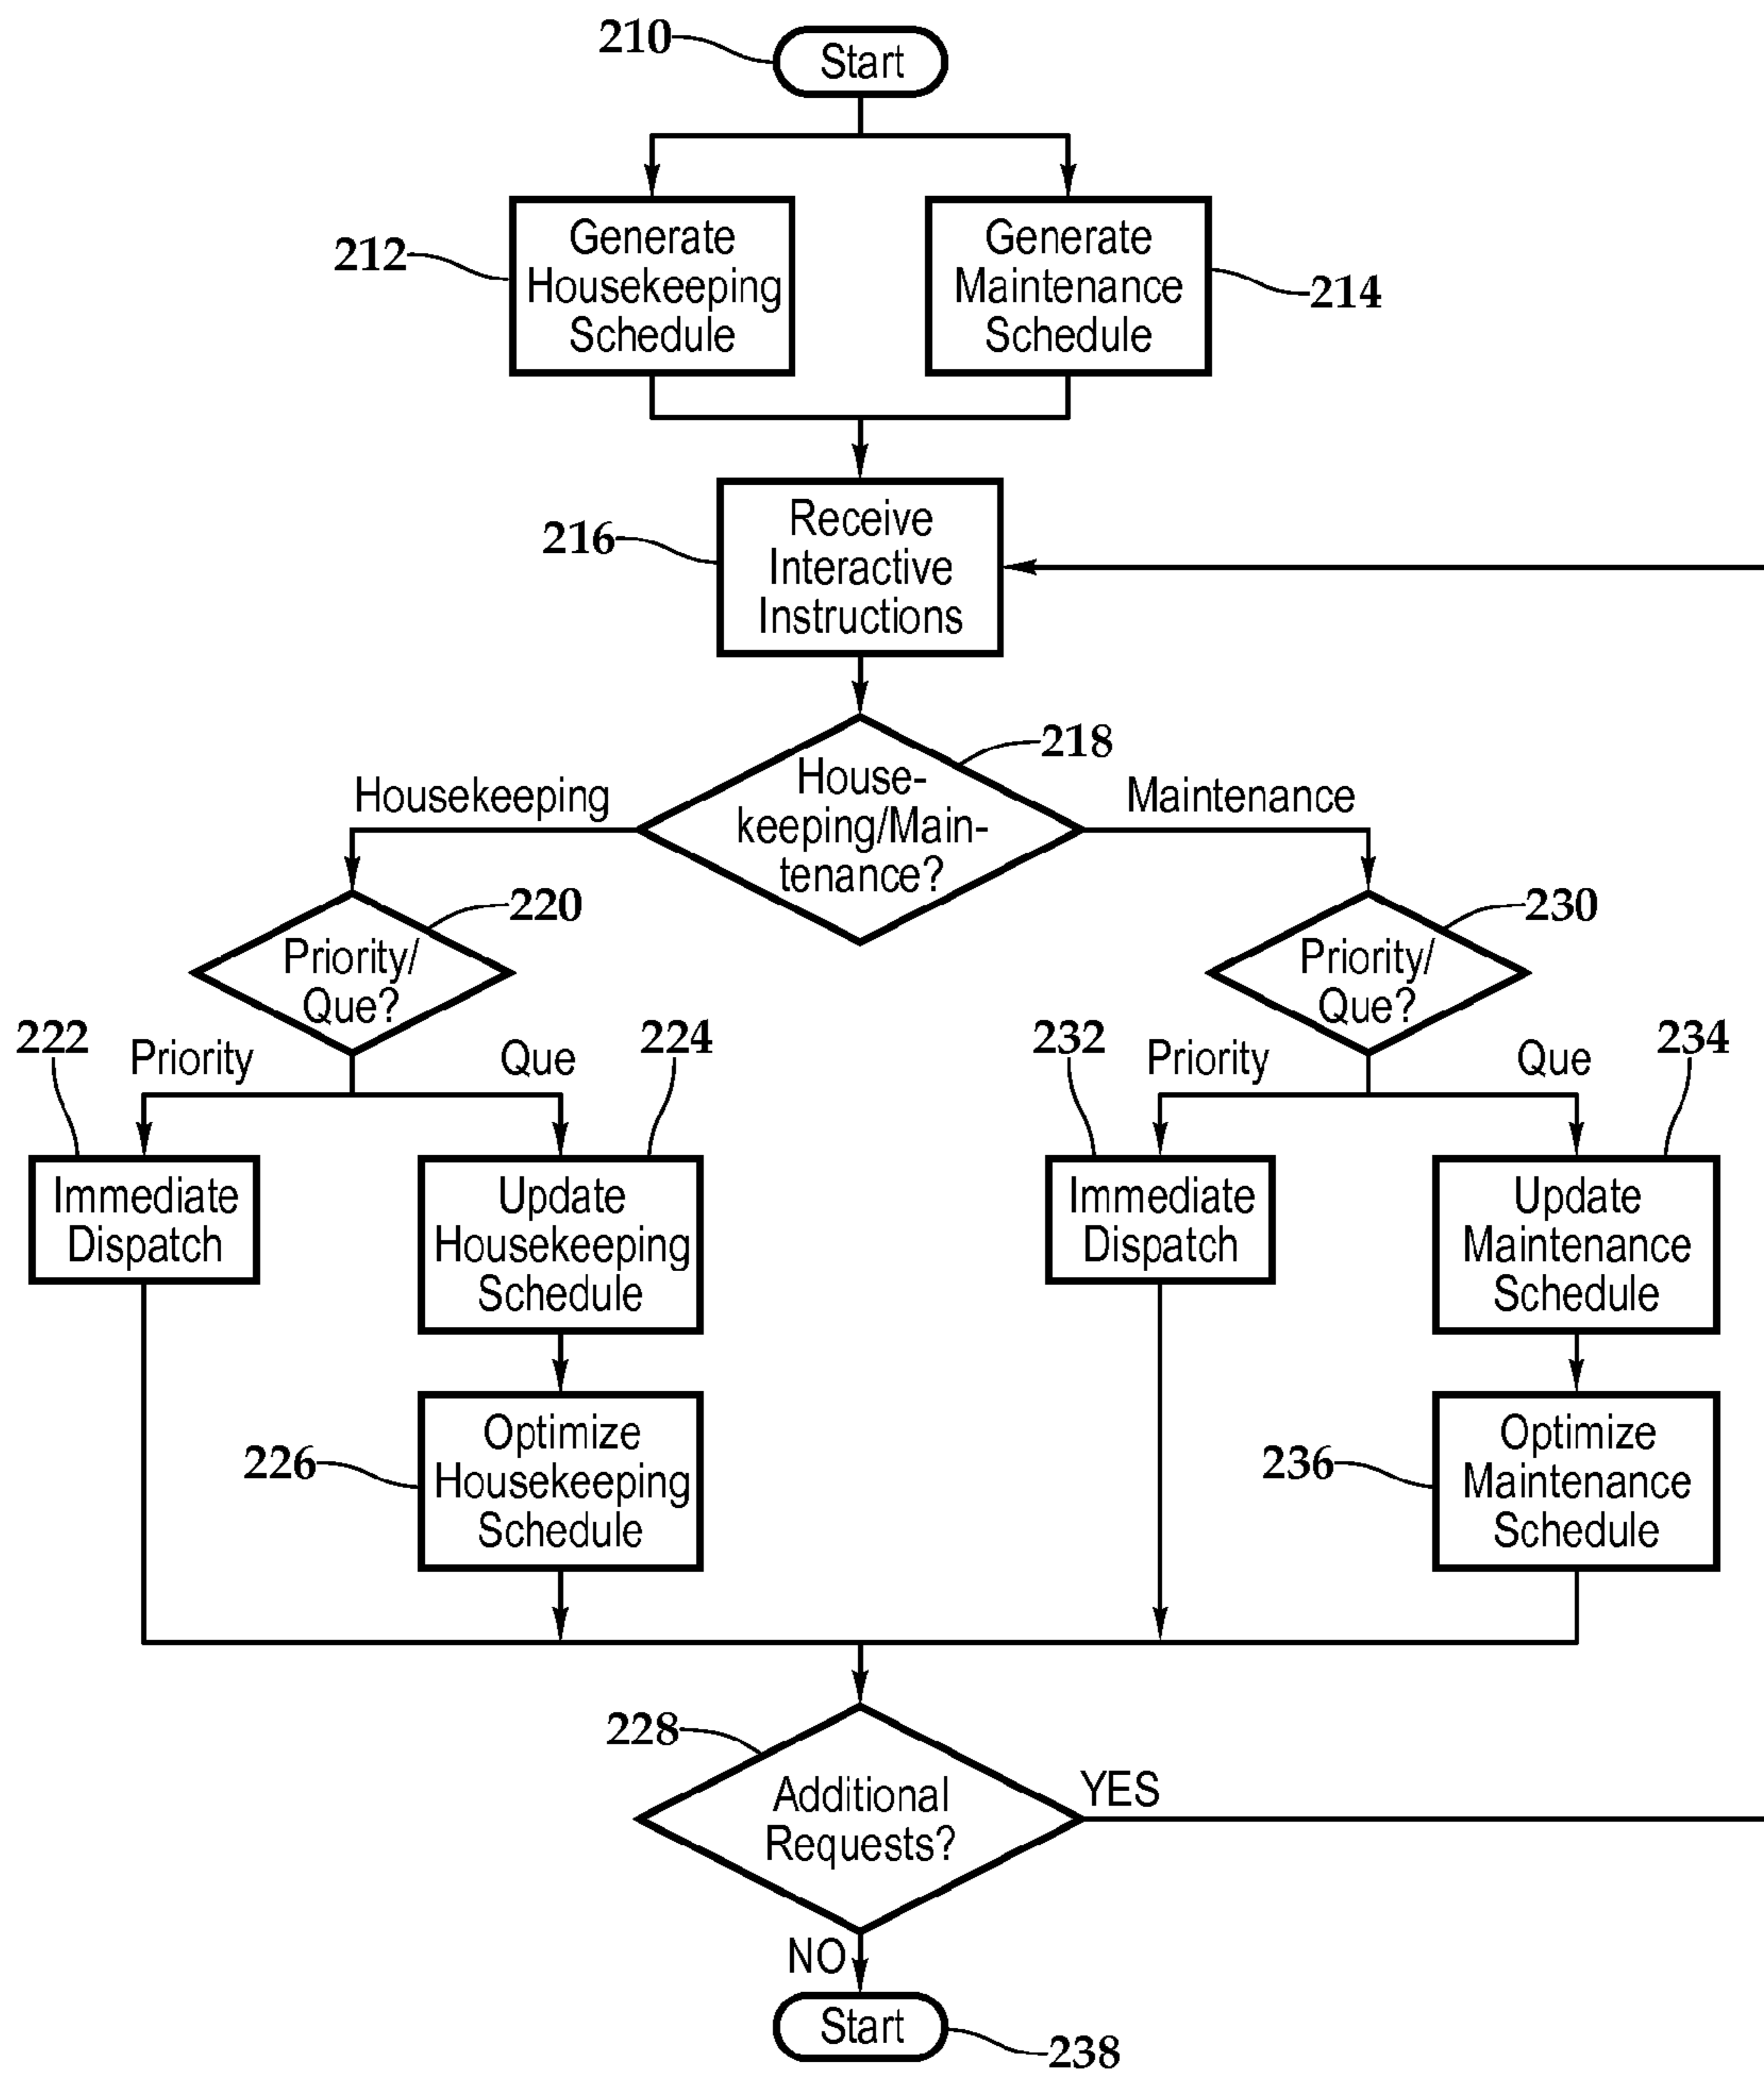 210
Start
212
Generate
Housekeeping
Schedule
Generate
Maintenance
Schedule
214
216
Receive
Interactive
Instructions
218
House-
keeping/Main-
tenance?
Housekeeping
Maintenance
220
Priority/
Que?
230
Priority/
Que?
222
Priority
Que
224
232
Priority
Que
234
Immediate
Dispatch
Update
Housekeeping
Schedule
Immediate
Dispatch
Update
Maintenance
Schedule
226
Optimize
Housekeeping
Schedule
236
Optimize
Maintenance
Schedule
228
Additional
Requests?
YES
NO
Start
238